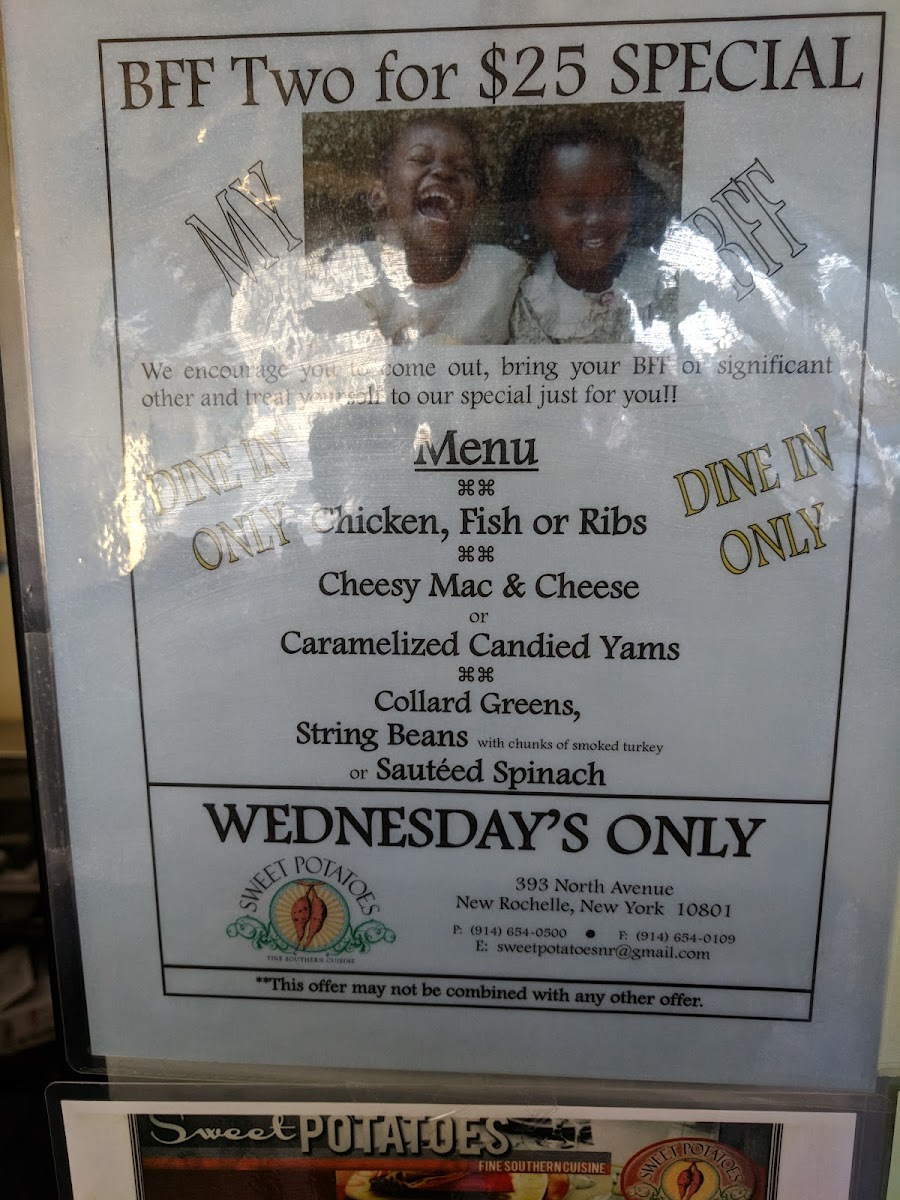 BFF Two for $25 SPECIAL
MY
BFF
We encourage you to come out, bring your BFF or significant
other and treat yourself to our special just for you!!
Menu
DINE IN
ONLY
DINE IN
ONLY
⌘⌘
Chicken, Fish or Ribs
⌘⌘
Cheesy Mac & Cheese
or
Caramelized Candied Yams
⌘⌘
Collard Greens,
String Beans with chunks of smoked turkey
or Sautéed Spinach
WEDNESDAY'S ONLY
SWEET POTATOES
FINE SOUTHERN CUISINE
393 North Avenue
New Rochelle, New York 10801
P: (914) 654-0500 ● F: (914) 654-0109
E: sweetpotatoesnr@gmail.com
**This offer may not be combined with any other offer.
Sweet POTATOES
FINE SOUTHERN CUISINE
SWEET POTATOES